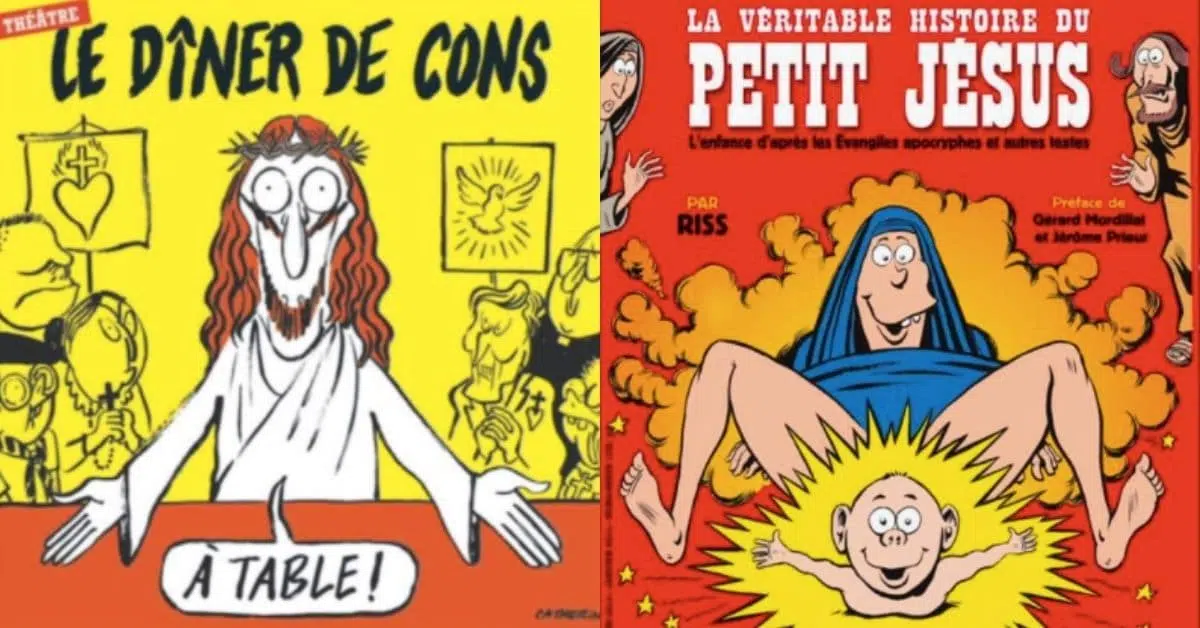 THÉÂTRE
LE DÎNER DE CONS
À TABLE !
LA VÉRITABLE HISTOIRE DU
PETIT JÉSUS
L'enfance d'après les Évangiles apocryphes et autres textes
PAR
RISS
Préface de
Gérard Mordillat
et Jérôme Prieur